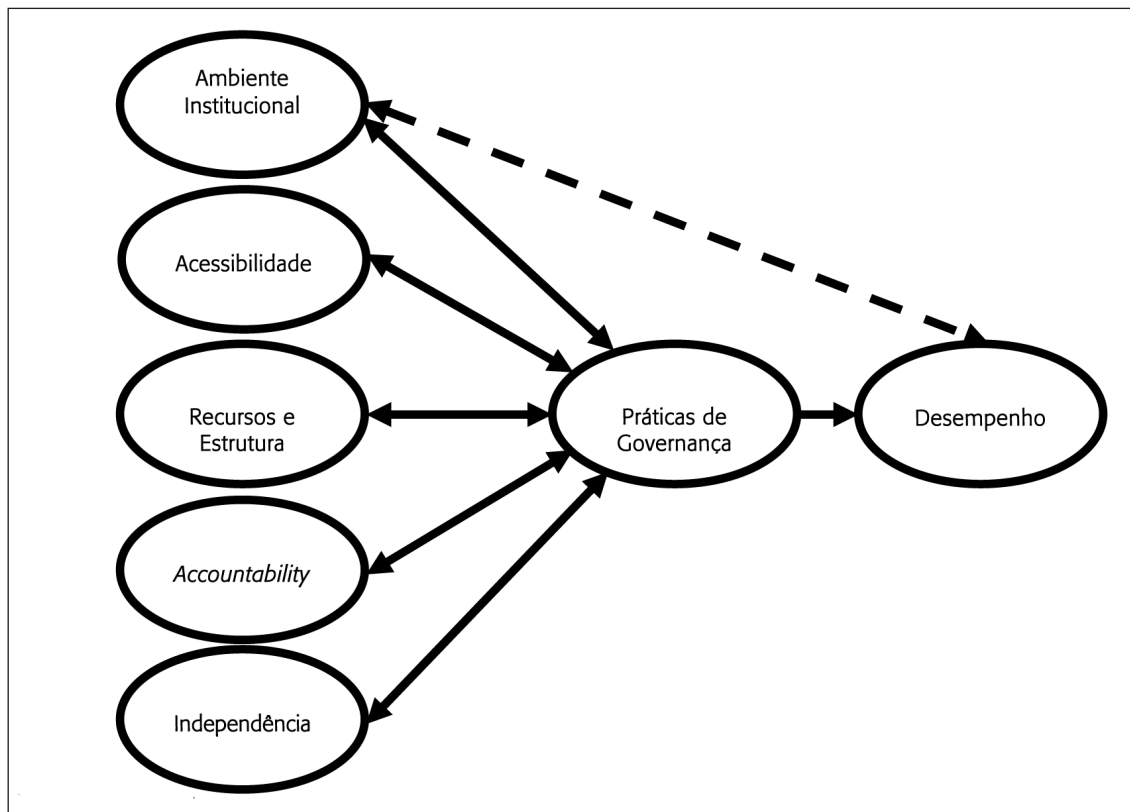 Ambiente
Institucional
Acessibilidade
Recursos e
Estrutura
Práticas de
Governança
Desempenho
Accountability
Independência